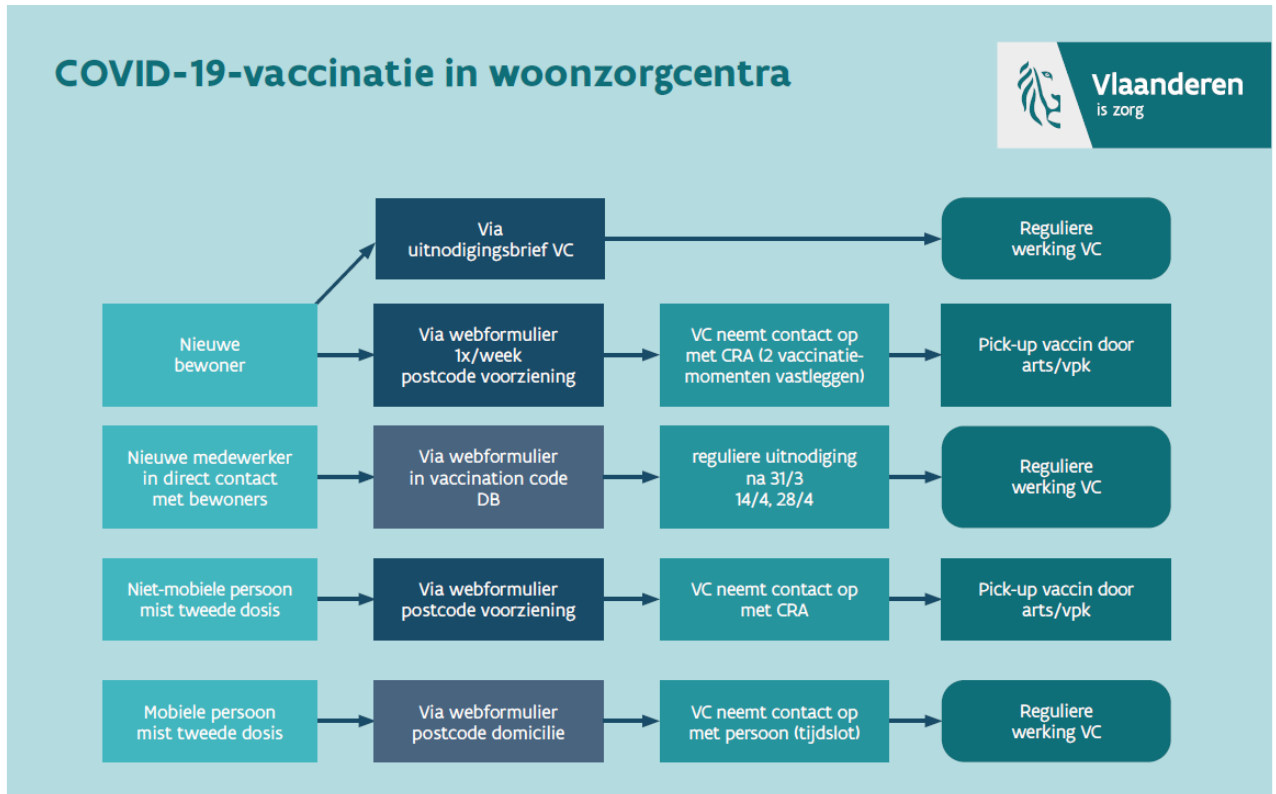 COVID-19-vaccinatie in woonzorgcentra
Vlaanderen
is zorg
Via
uitnodigingsbrief VC
Reguliere
werking VC
Nieuwe
bewoner
Via webformulier
1x/week
postcode voorziening
VC neemt contact op
met CRA (2 vaccinatie-
momenten vastleggen)
Pick-up vaccin door
arts/vpk
Nieuwe medewerker
in direct contact
met bewoners
Via webformulier
in vaccination code
DB
reguliere uitnodiging
na 31/3
14/4, 28/4
Reguliere
werking VC
Niet-mobiele persoon
mist tweede dosis
Via webformulier
postcode voorziening
VC neemt contact op
met CRA
Pick-up vaccin door
arts/vpk
Mobiele persoon
mist tweede dosis
Via webformulier
postcode domicilie
VC neemt contact op
met persoon (tijdslot)
Reguliere
werking VC